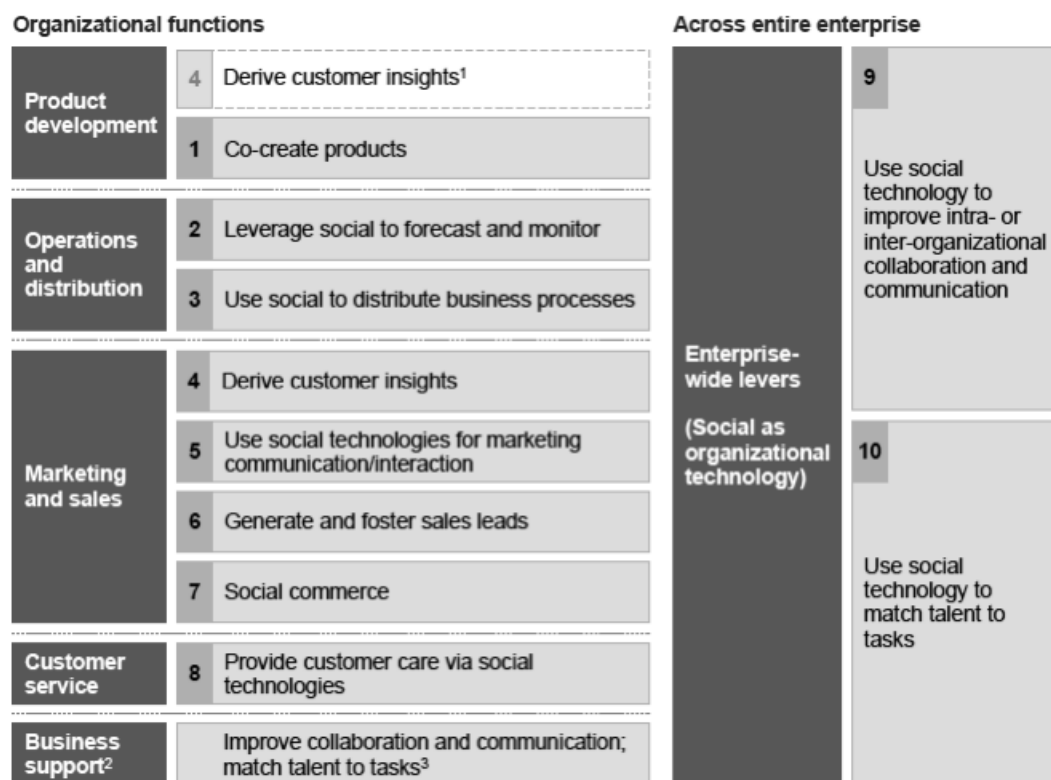 Organizational functions
Product
development
4
Derive customer insights¹
1
Co-create products
Operations
and
distribution
2
Leverage social to forecast and monitor
3
Use social to distribute business processes
Marketing
and sales
4
Derive customer insights
5
Use social technologies for marketing
communication/interaction
6
Generate and foster sales leads
7
Social commerce
Customer
service
8
Provide customer care via social
technologies
Business
support²
Improve collaboration and communication;
match talent to tasks³
Across entire enterprise
Enterprise-
wide levers
(Social as
organizational
technology)
9
Use social
technology to
improve intra- or
inter-organizational
collaboration and
communication
10
Use social
technology to
match talent to
tasks